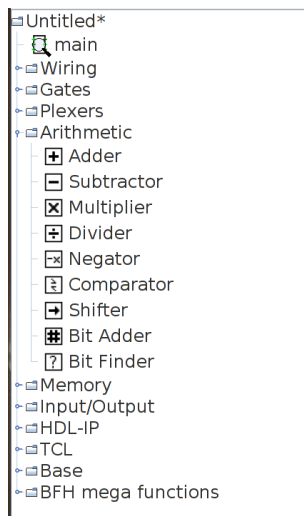 Untitled*
main
Wiring
Gates
Plexers
Arithmetic
Adder
Subtractor
Multiplier
Divider
-x Negator
Comparator
Shifter
# Bit Adder
? Bit Finder
Memory
Input/Output
HDL-IP
TCL
Base
BFH mega functions